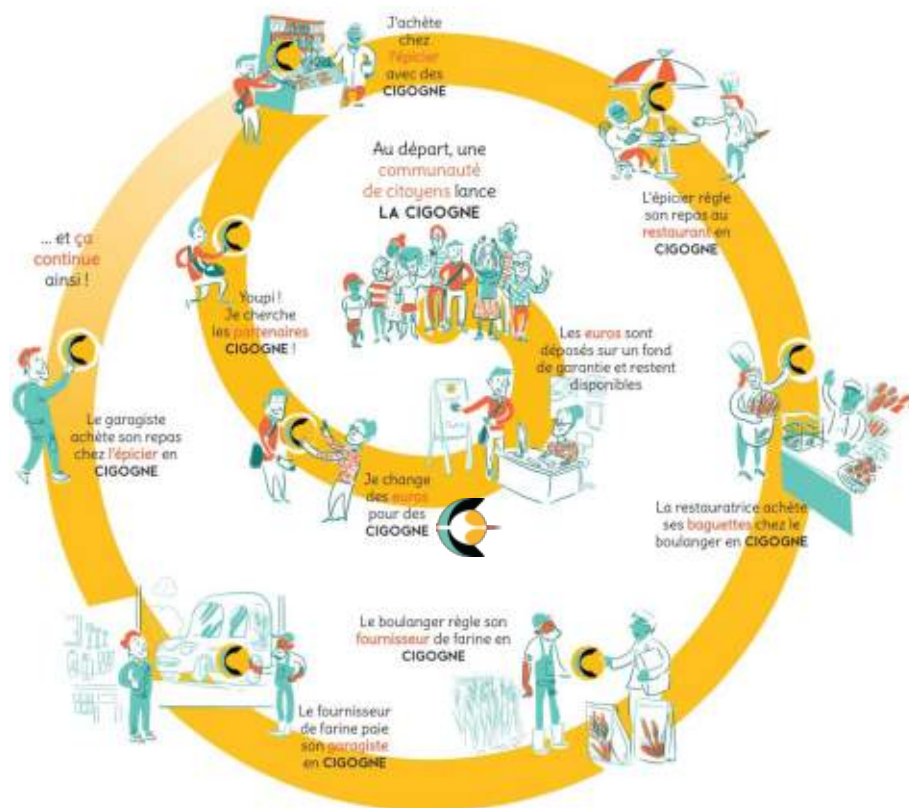 Au départ, une
communauté
de citoyens lance
LA CIGOGNE
Les euros sont
déposés sur un fond
de garantie et restent
disponibles
Je change
des euros
pour des
CIGOGNE
Youpi !
Je cherche
les partenaires
CIGOGNE !
J'achète
chez
l'épicier
avec des
CIGOGNE
L'épicier règle
son repas au
restaurant en
CIGOGNE
La restauratrice achète
ses baguettes chez le
boulanger en CIGOGNE
Le boulanger règle son
fournisseur de farine en
CIGOGNE
Le fournisseur
de farine paie
son garagiste
en CIGOGNE
Le garagiste
achète son repas
chez l'épicier en
CIGOGNE
... et ça
continue
ainsi !